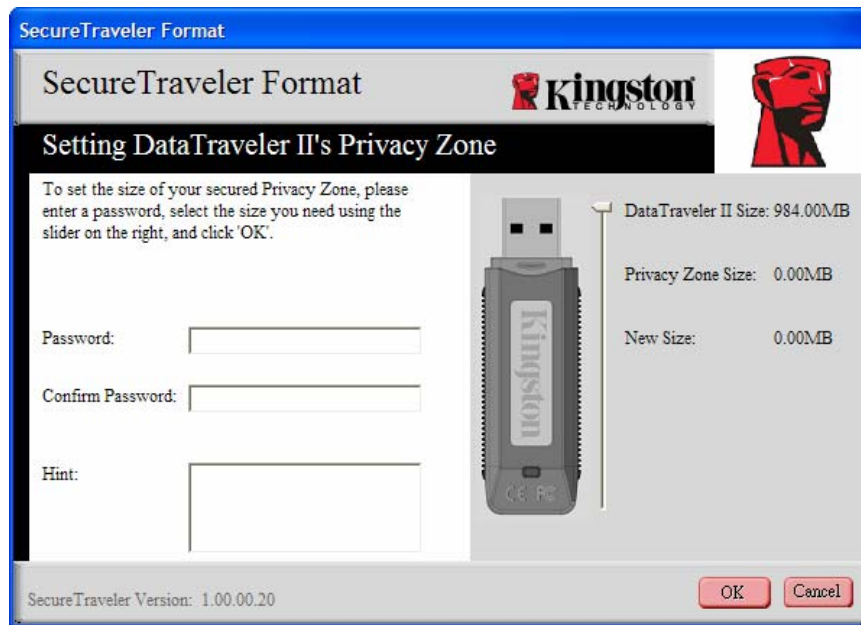 SecureTraveler Format
SecureTraveler Format
Kingston
TECHNOLOGY
Setting DataTraveler II's Privacy Zone
To set the size of your secured Privacy Zone, please
enter a password, select the size you need using the
slider on the right, and click 'OK'.
Password:
Confirm Password:
Hint:
Kingston
CE FC
DataTraveler II Size: 984.00MB
Privacy Zone Size: 0.00MB
New Size: 0.00MB
SecureTraveler Version: 1.00.00.20
OK
Cancel